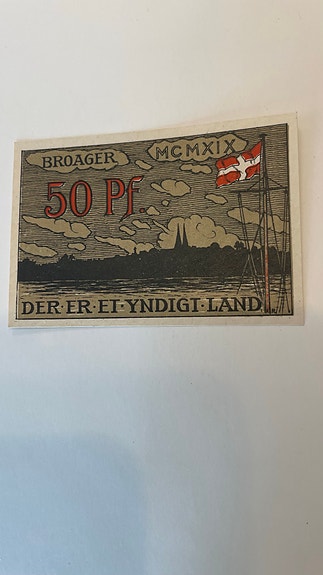 BROAGER
MCMXIX
50 Pf.
DER·ER·ET·YNDIGT·LAND